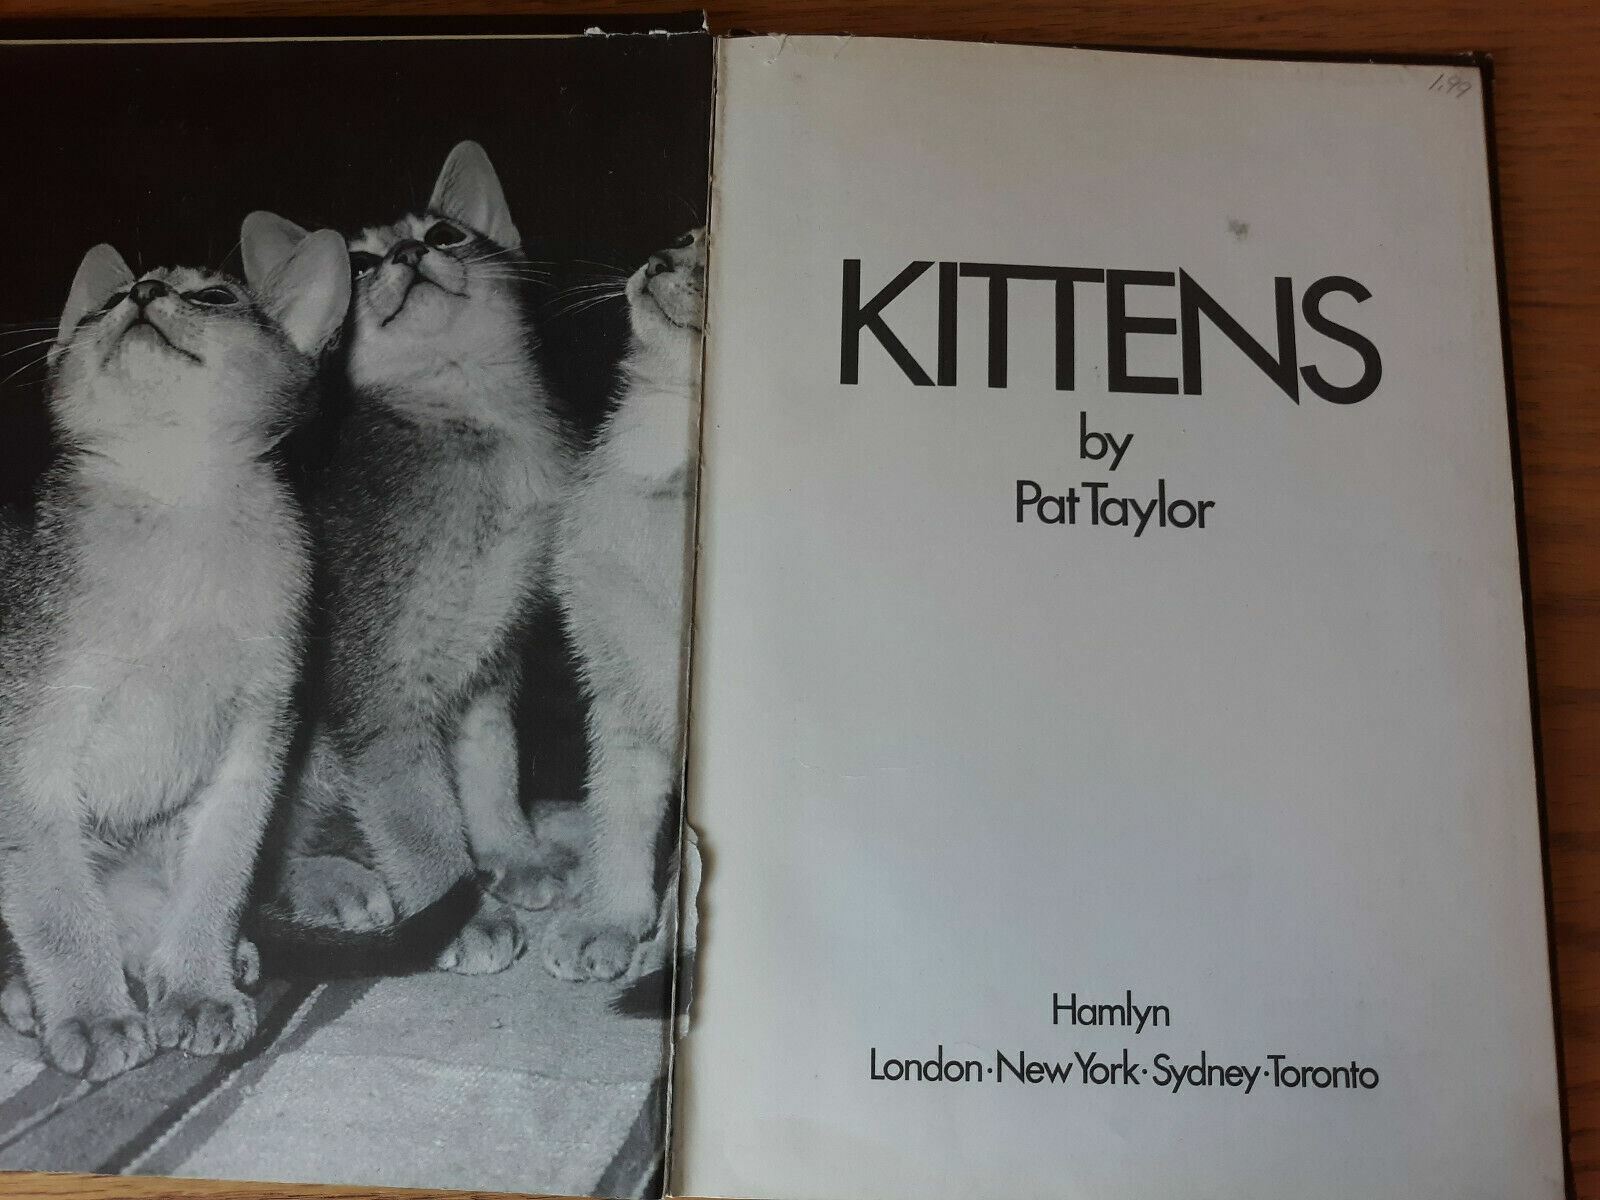 1.99
KITTENS
by
Pat Taylor
Hamlyn
London·New York·Sydney·Toronto